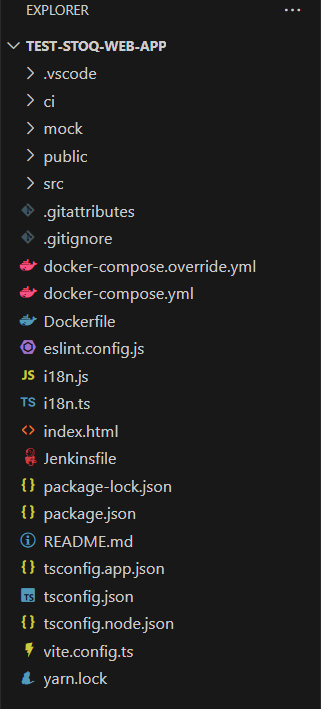 EXPLORER ···
TEST-STOQ-WEB-APP
.vscode
ci
mock
public
src
.gitattributes
.gitignore
docker-compose.override.yml
docker-compose.yml
Dockerfile
eslint.config.js
JS i18n.js
TS i18n.ts
<> index.html
Jenkinsfile
{} package-lock.json
{} package.json
README.md
{} tsconfig.app.json
TS tsconfig.json
{} tsconfig.node.json
vite.config.ts
yarn.lock